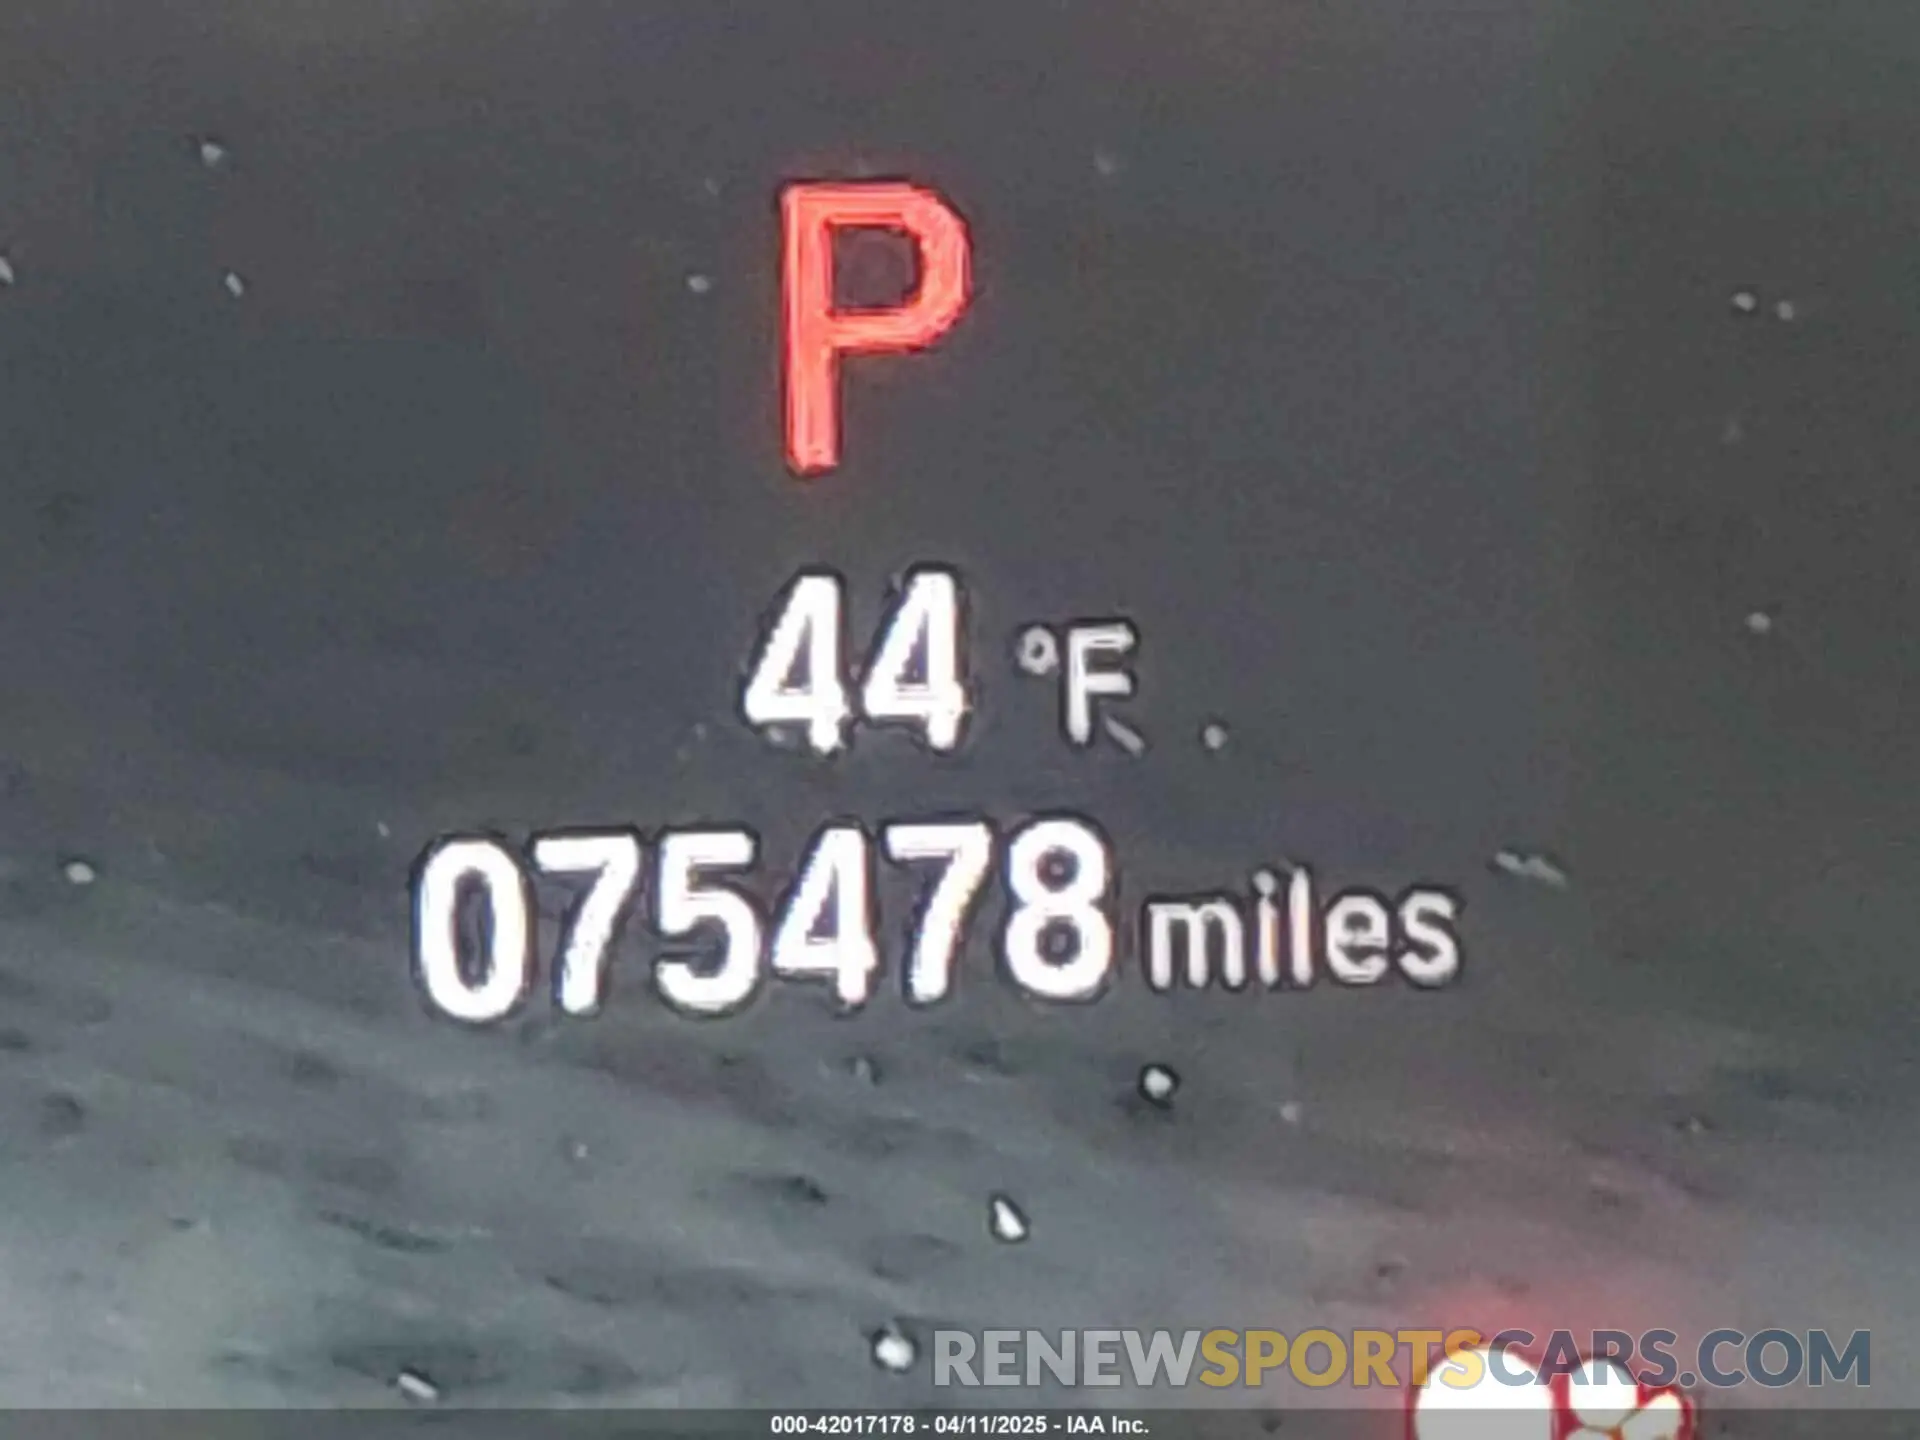 P
44 °F
075478 miles
RENEWSPORTSCARS.COM
000-42017178 - 04/11/2025 - IAA Inc.